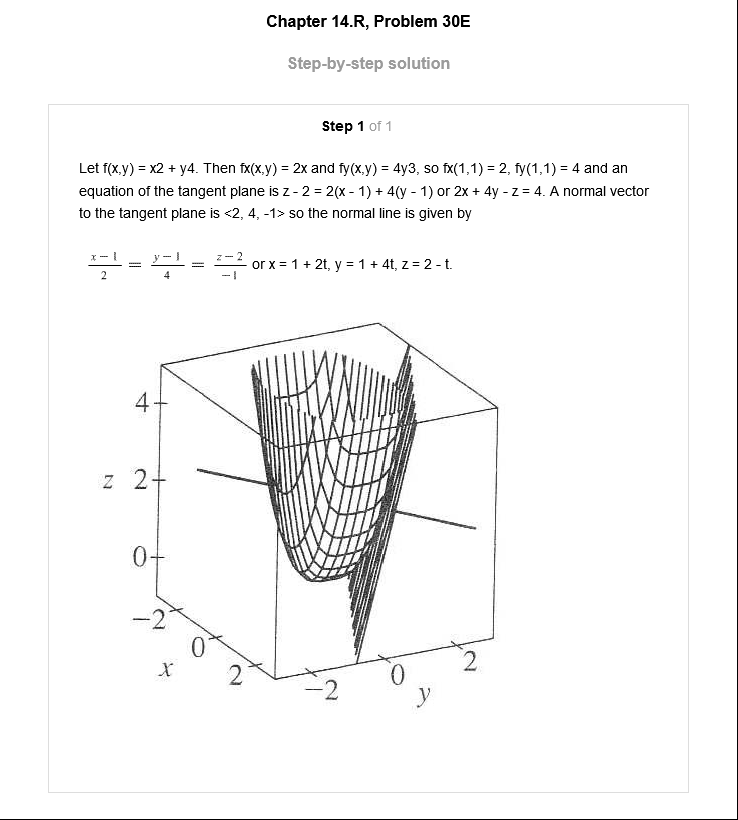 Chapter 14.R, Problem 30E
Step-by-step solution
Step 1 of 1
Let f(x,y) = x2 + y4. Then fx(x,y) = 2x and fy(x,y) = 4y3, so fx(1,1) = 2, fy(1,1) = 4 and an
equation of the tangent plane is z - 2 = 2(x - 1) + 4(y - 1) or 2x + 4y - z = 4. A normal vector
to the tangent plane is <2, 4, -1> so the normal line is given by
x − 1 / 2 = y − 1 / 4 = z − 2 / −1 or x = 1 + 2t, y = 1 + 4t, z = 2 - t.
4
z 2
0
−2
0
x
2
−2
0
y
2